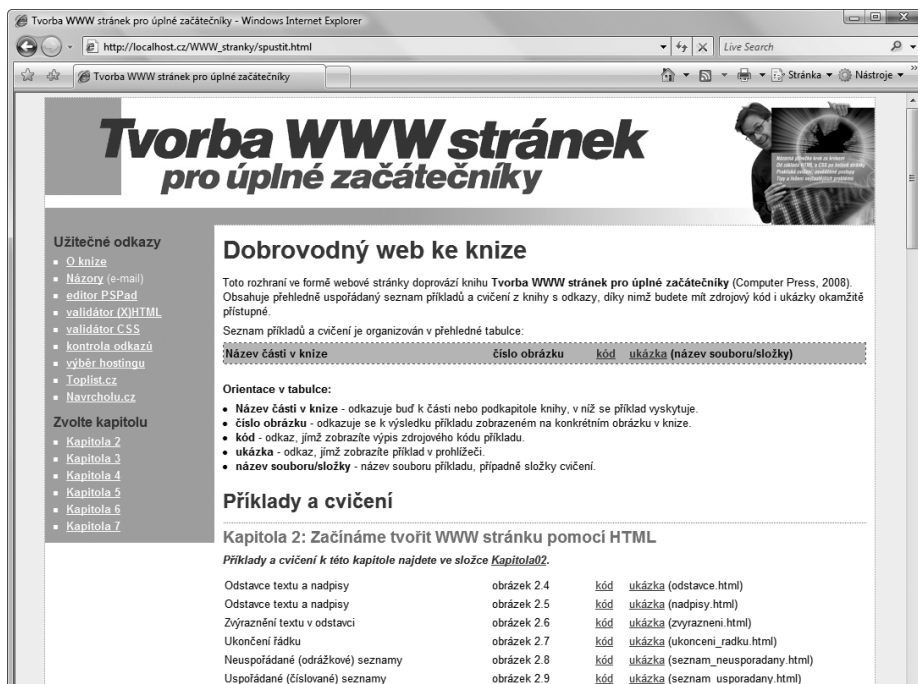 Tvorba WWW stránek pro úplné začátečníky - Windows Internet Explorer
http://localhost.cz/WWW_stranky/spustit.html
Live Search
Tvorba WWW stránek pro úplné začátečníky
Stránka
Nástroje
Tvorba WWW stránek
pro úplné začátečníky
Užitečné odkazy
O knize
Názory (e-mail)
editor PSPad
validátor (X)HTML
validátor CSS
kontrola odkazů
výběr hostingu
Toplist.cz
Navrcholu.cz
Zvolte kapitolu
Kapitola 2
Kapitola 3
Kapitola 4
Kapitola 5
Kapitola 6
Kapitola 7
Dobrovodný web ke knize
Toto rozhraní ve formě webové stránky doprovází knihu Tvorba WWW stránek pro úplné začátečníky (Computer Press, 2008).
Obsahuje přehledně uspořádaný seznam příkladů a cvičení z knihy s odkazy, díky nimž budete mít zdrojový kód i ukázky okamžitě
přístupné.
Seznam příkladů a cvičení je organizován v přehledné tabulce:
Název části v knize číslo obrázku kód ukázka (název souboru/složky)
Orientace v tabulce:
Název části v knize - odkazuje buď k části nebo podkapitole knihy, v níž se příklad vyskytuje.
číslo obrázku - odkazuje se k výsledku příkladu zobrazeném na konkrétním obrázku v knize.
kód - odkaz, jímž zobrazíte výpis zdrojového kódu příkladu.
ukázka - odkaz, jímž zobrazíte příklad v prohlížeči.
název souboru/složky - název souboru příkladu, případně složky cvičení.
Příklady a cvičení
Kapitola 2: Začínáme tvořit WWW stránku pomocí HTML
Příklady a cvičení k této kapitole najdete ve složce Kapitola02.
Odstavce textu a nadpisy obrázek 2.4 kód ukázka (odstavce.html)
Odstavce textu a nadpisy obrázek 2.5 kód ukázka (nadpisy.html)
Zvýraznění textu v odstavci obrázek 2.6 kód ukázka (zvyrazneni.html)
Ukončení řádku obrázek 2.7 kód ukázka (ukonceni_radku.html)
Neuspořádané (odrážkové) seznamy obrázek 2.8 kód ukázka (seznam_neusporadany.html)
Uspořádané (číslované) seznamy obrázek 2.9 kód ukázka (seznam_usporadany.html)